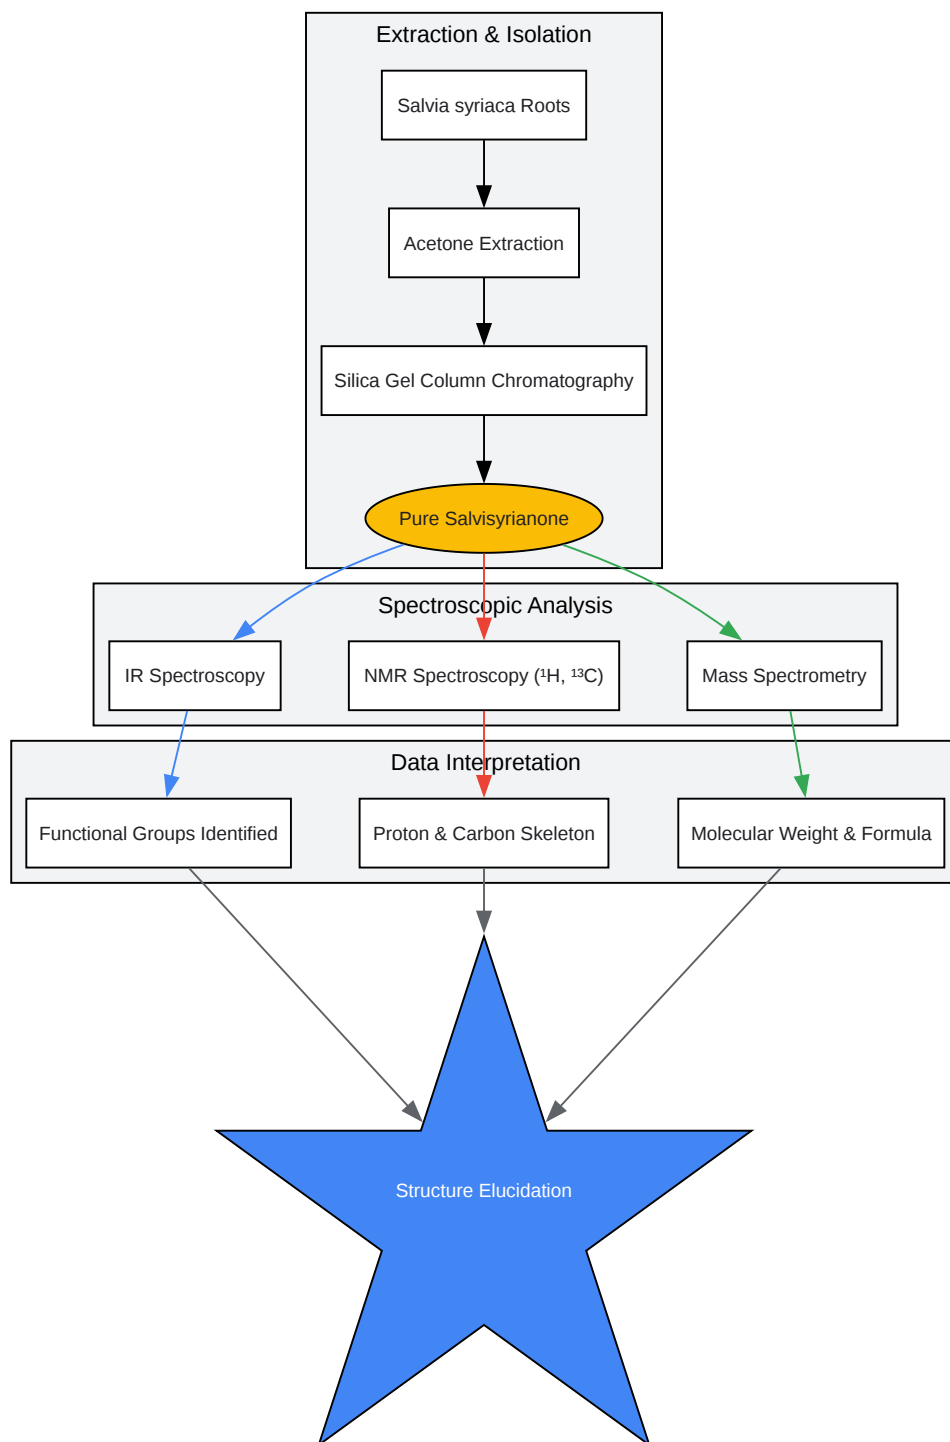 Extraction & Isolation
Salvia syriaca Roots
Acetone Extraction
Silica Gel Column Chromatography
Pure Salvisyrianone
Spectroscopic Analysis
IR Spectroscopy
NMR Spectroscopy (¹H, ¹³C)
Mass Spectrometry
Data Interpretation
Functional Groups Identified
Proton & Carbon Skeleton
Molecular Weight & Formula
Structure Elucidation